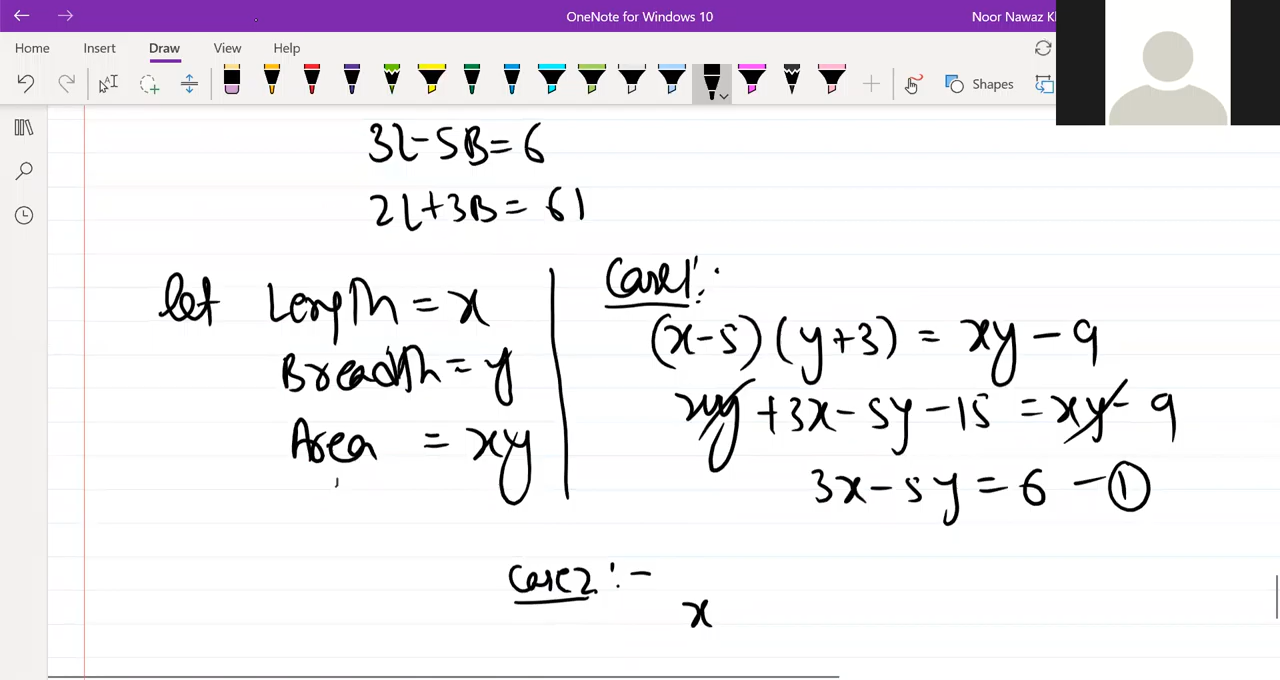 OneNote for Windows 10
Noor Nawaz Kh
Home Insert Draw View Help
Shapes
3l-5B=6
2l+3B=61
let Length = x
Breadth = y
Area = xy
Case1:
(x-5)(y+3) = xy-9
xy+3x-5y-15=xy-9
3x-5y=6 -①
Case2:-
x